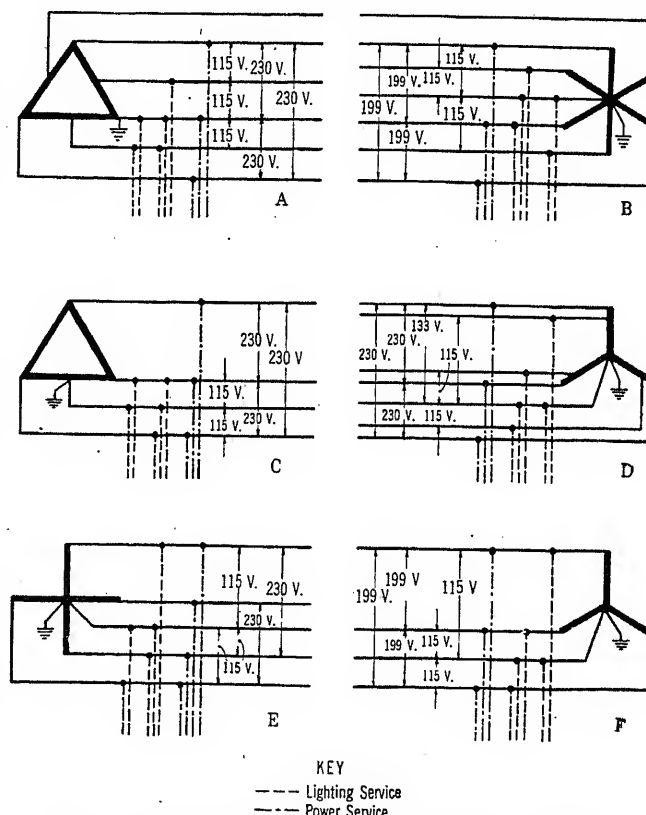 115 V.
230 V.
115 V.
230 V.
115 V.
230 V.
A
115 V.
199 V.
115 V.
199 V.
115 V.
199 V.
B
230 V.
230 V
115 V.
115 V.
230 V.
C
133 V.
230 V.
230 V.
115 V.
230 V.
115 V.
D
115 V.
230 V.
230 V.
115 V.
E
199 V
115 V
199 V.
115 V.
199 V.
115 V.
F
KEY
Lighting Service
Power Service